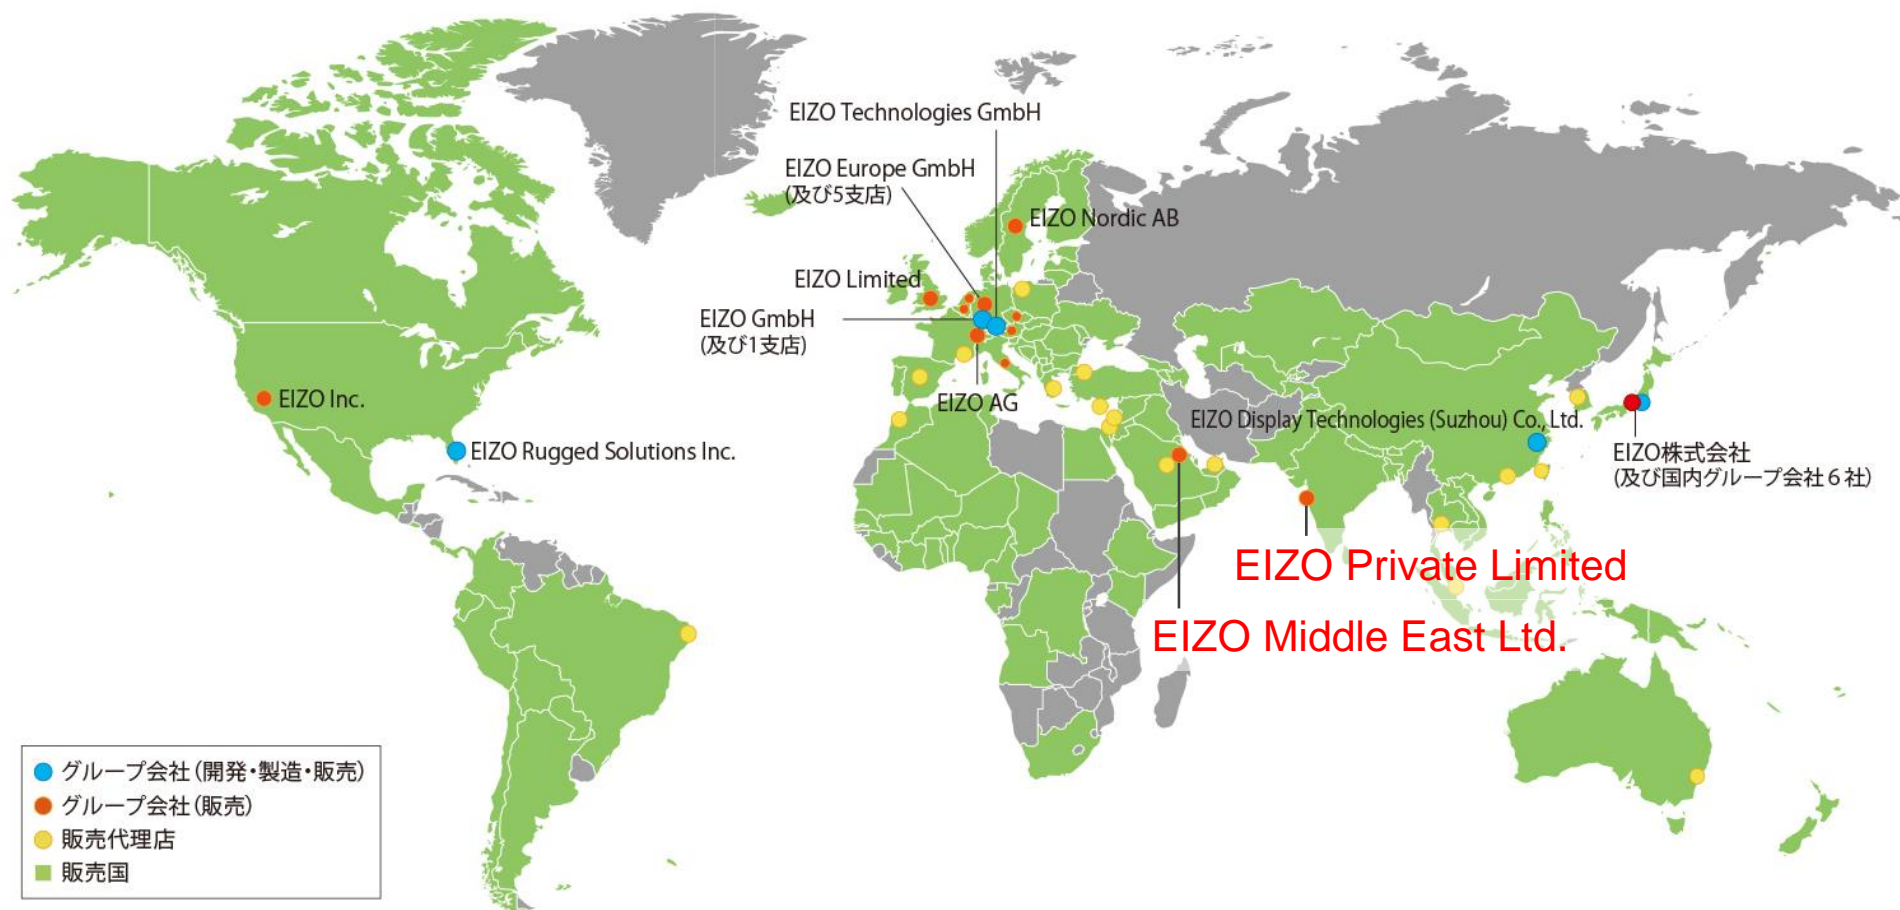 EIZO Technologies GmbH
EIZO Europe GmbH
(及び5支店)
EIZO Nordic AB
EIZO Limited
EIZO GmbH
(及び1支店)
EIZO AG
EIZO Inc.
EIZO Rugged Solutions Inc.
EIZO Display Technologies (Suzhou) Co., Ltd.
EIZO株式会社
(及び国内グループ会社６社)
EIZO Private Limited
EIZO Middle East Ltd.
グループ会社（開発・製造・販売）
グループ会社（販売）
販売代理店
販売国